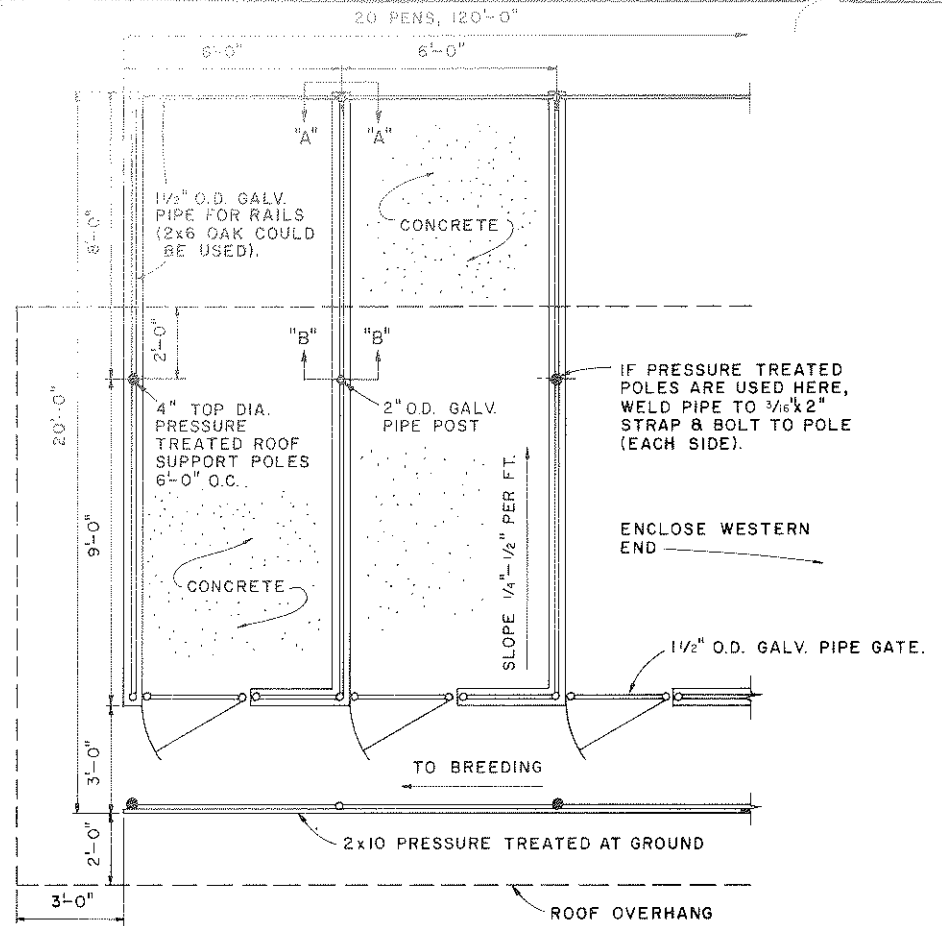 20 PENS, 120'-0"
6'-0"
6'-0"
"A"
"A"
1 1/2" O.D. GALV.
PIPE FOR RAILS
(2x6 OAK COULD
BE USED).
8'-0"
CONCRETE
2'-0"
"B"
"B"
20'-0"
4" TOP DIA.
PRESSURE
TREATED ROOF
SUPPORT POLES
6'-0" O.C.
2" O.D. GALV.
PIPE POST
IF PRESSURE TREATED
POLES ARE USED HERE,
WELD PIPE TO 3/16"x2"
STRAP & BOLT TO POLE
(EACH SIDE).
9'-0"
CONCRETE
SLOPE 1/4"-1/2" PER FT.
ENCLOSE WESTERN
END
1 1/2" O.D. GALV. PIPE GATE.
3'-0"
TO BREEDING
2'-0"
2x10 PRESSURE TREATED AT GROUND
3'-0"
ROOF OVERHANG